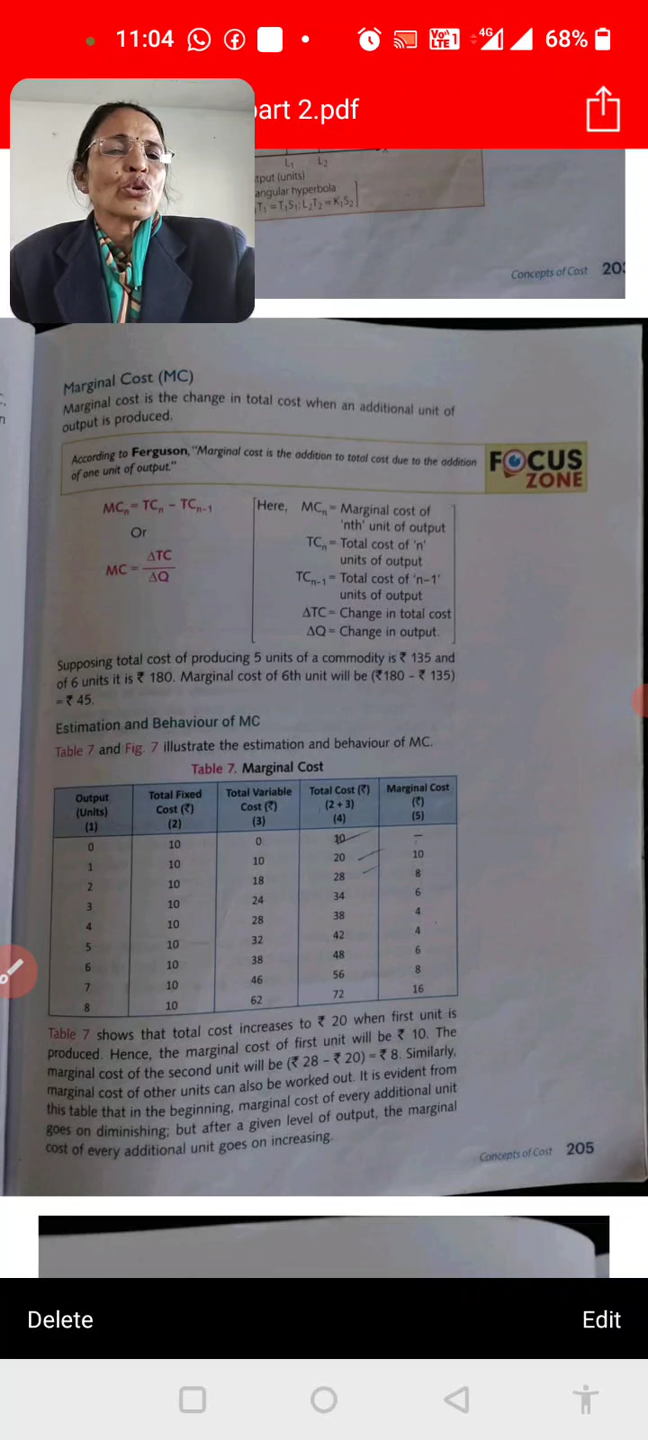 11:04
4G
Vo))
LTE 1
68%
part 2.pdf
L₁ L₂
tput (units)
angular hyperbola
T₁ = T₁S₁; L₂T₂ = K₁S₂
Concepts of Cost 203
Marginal Cost (MC)
Marginal cost is the change in total cost when an additional unit of
output is produced.
According to Ferguson, "Marginal cost is the addition to total cost due to the addition
of one unit of output."
FOCUS
ZONE
MCₙ = TCₙ - TCₙ₋₁
Or
MC = ΔTC
ΔQ
Here, MCₙ = Marginal cost of
'nth' unit of output
TCₙ = Total cost of 'n'
units of output
TCₙ₋₁ = Total cost of 'n-1'
units of output
ΔTC = Change in total cost
ΔQ = Change in output.
Supposing total cost of producing 5 units of a commodity is ₹ 135 and
of 6 units it is ₹ 180. Marginal cost of 6th unit will be (₹180 - ₹ 135)
= ₹ 45.
Estimation and Behaviour of MC
Table 7 and Fig. 7 illustrate the estimation and behaviour of MC.
Table 7. Marginal Cost
Output (Units) (1) Total Fixed Cost (₹) (2) Total Variable Cost (₹) (3) Total Cost (₹) (2 + 3) (4) Marginal Cost (₹) (5)
0 10 0 10 —
1 10 10 20 10
2 10 18 28 8
3 10 24 34 6
4 10 28 38 4
5 10 32 42 4
6 10 38 48 6
7 10 46 56 8
8 10 62 72 16
Table 7 shows that total cost increases to ₹ 20 when first unit is
produced. Hence, the marginal cost of first unit will be ₹ 10. The
marginal cost of the second unit will be (₹ 28 - ₹ 20) = ₹ 8. Similarly,
marginal cost of other units can also be worked out. It is evident from
this table that in the beginning, marginal cost of every additional unit
goes on diminishing; but after a given level of output, the marginal
cost of every additional unit goes on increasing.
Concepts of Cost 205
Delete
Edit